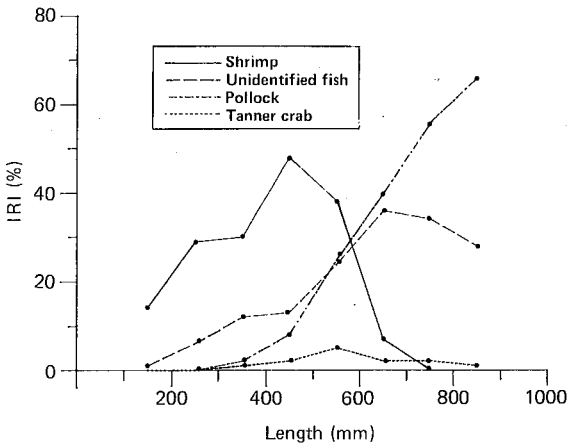 80
60
40
20
0
IRI (%)
Shrimp
Unidentified fish
Pollock
Tanner crab
200 400 600 800 1000
Length (mm)